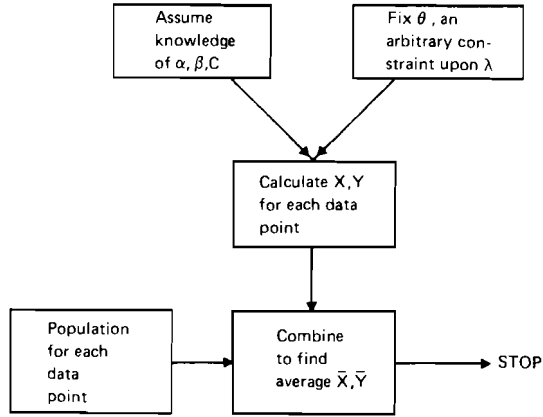 Assume
knowledge
of α, β,C
Fix θ , an
arbitrary con-
straint upon λ
Calculate X,Y
for each data
point
Population
for each
data
point
Combine
to find
average X̄,Ȳ
STOP